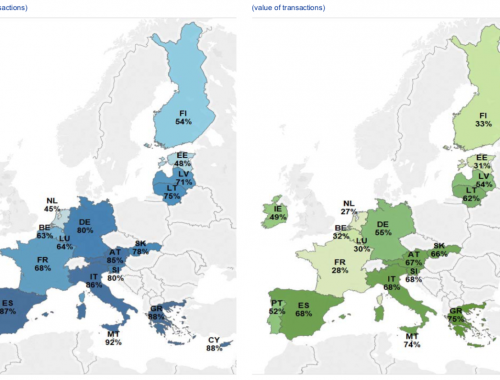 sactions)
FI
54%
EE
48%
LV
71%
LT
75%
NL
45%
BE
63%
DE
80%
LU
64%
FR
68%
SK
78%
AT
85%
SI
80%
IT
86%
ES
87%
GR
88%
MT
92%
CY
88%
(value of transactions)
FI
33%
EE
31%
LV
54%
LT
62%
IE
49%
NL
27%
BE
32%
DE
55%
LU
30%
FR
28%
SK
66%
AT
67%
SI
68%
IT
68%
PT
52%
ES
68%
GR
75%
MT
74%